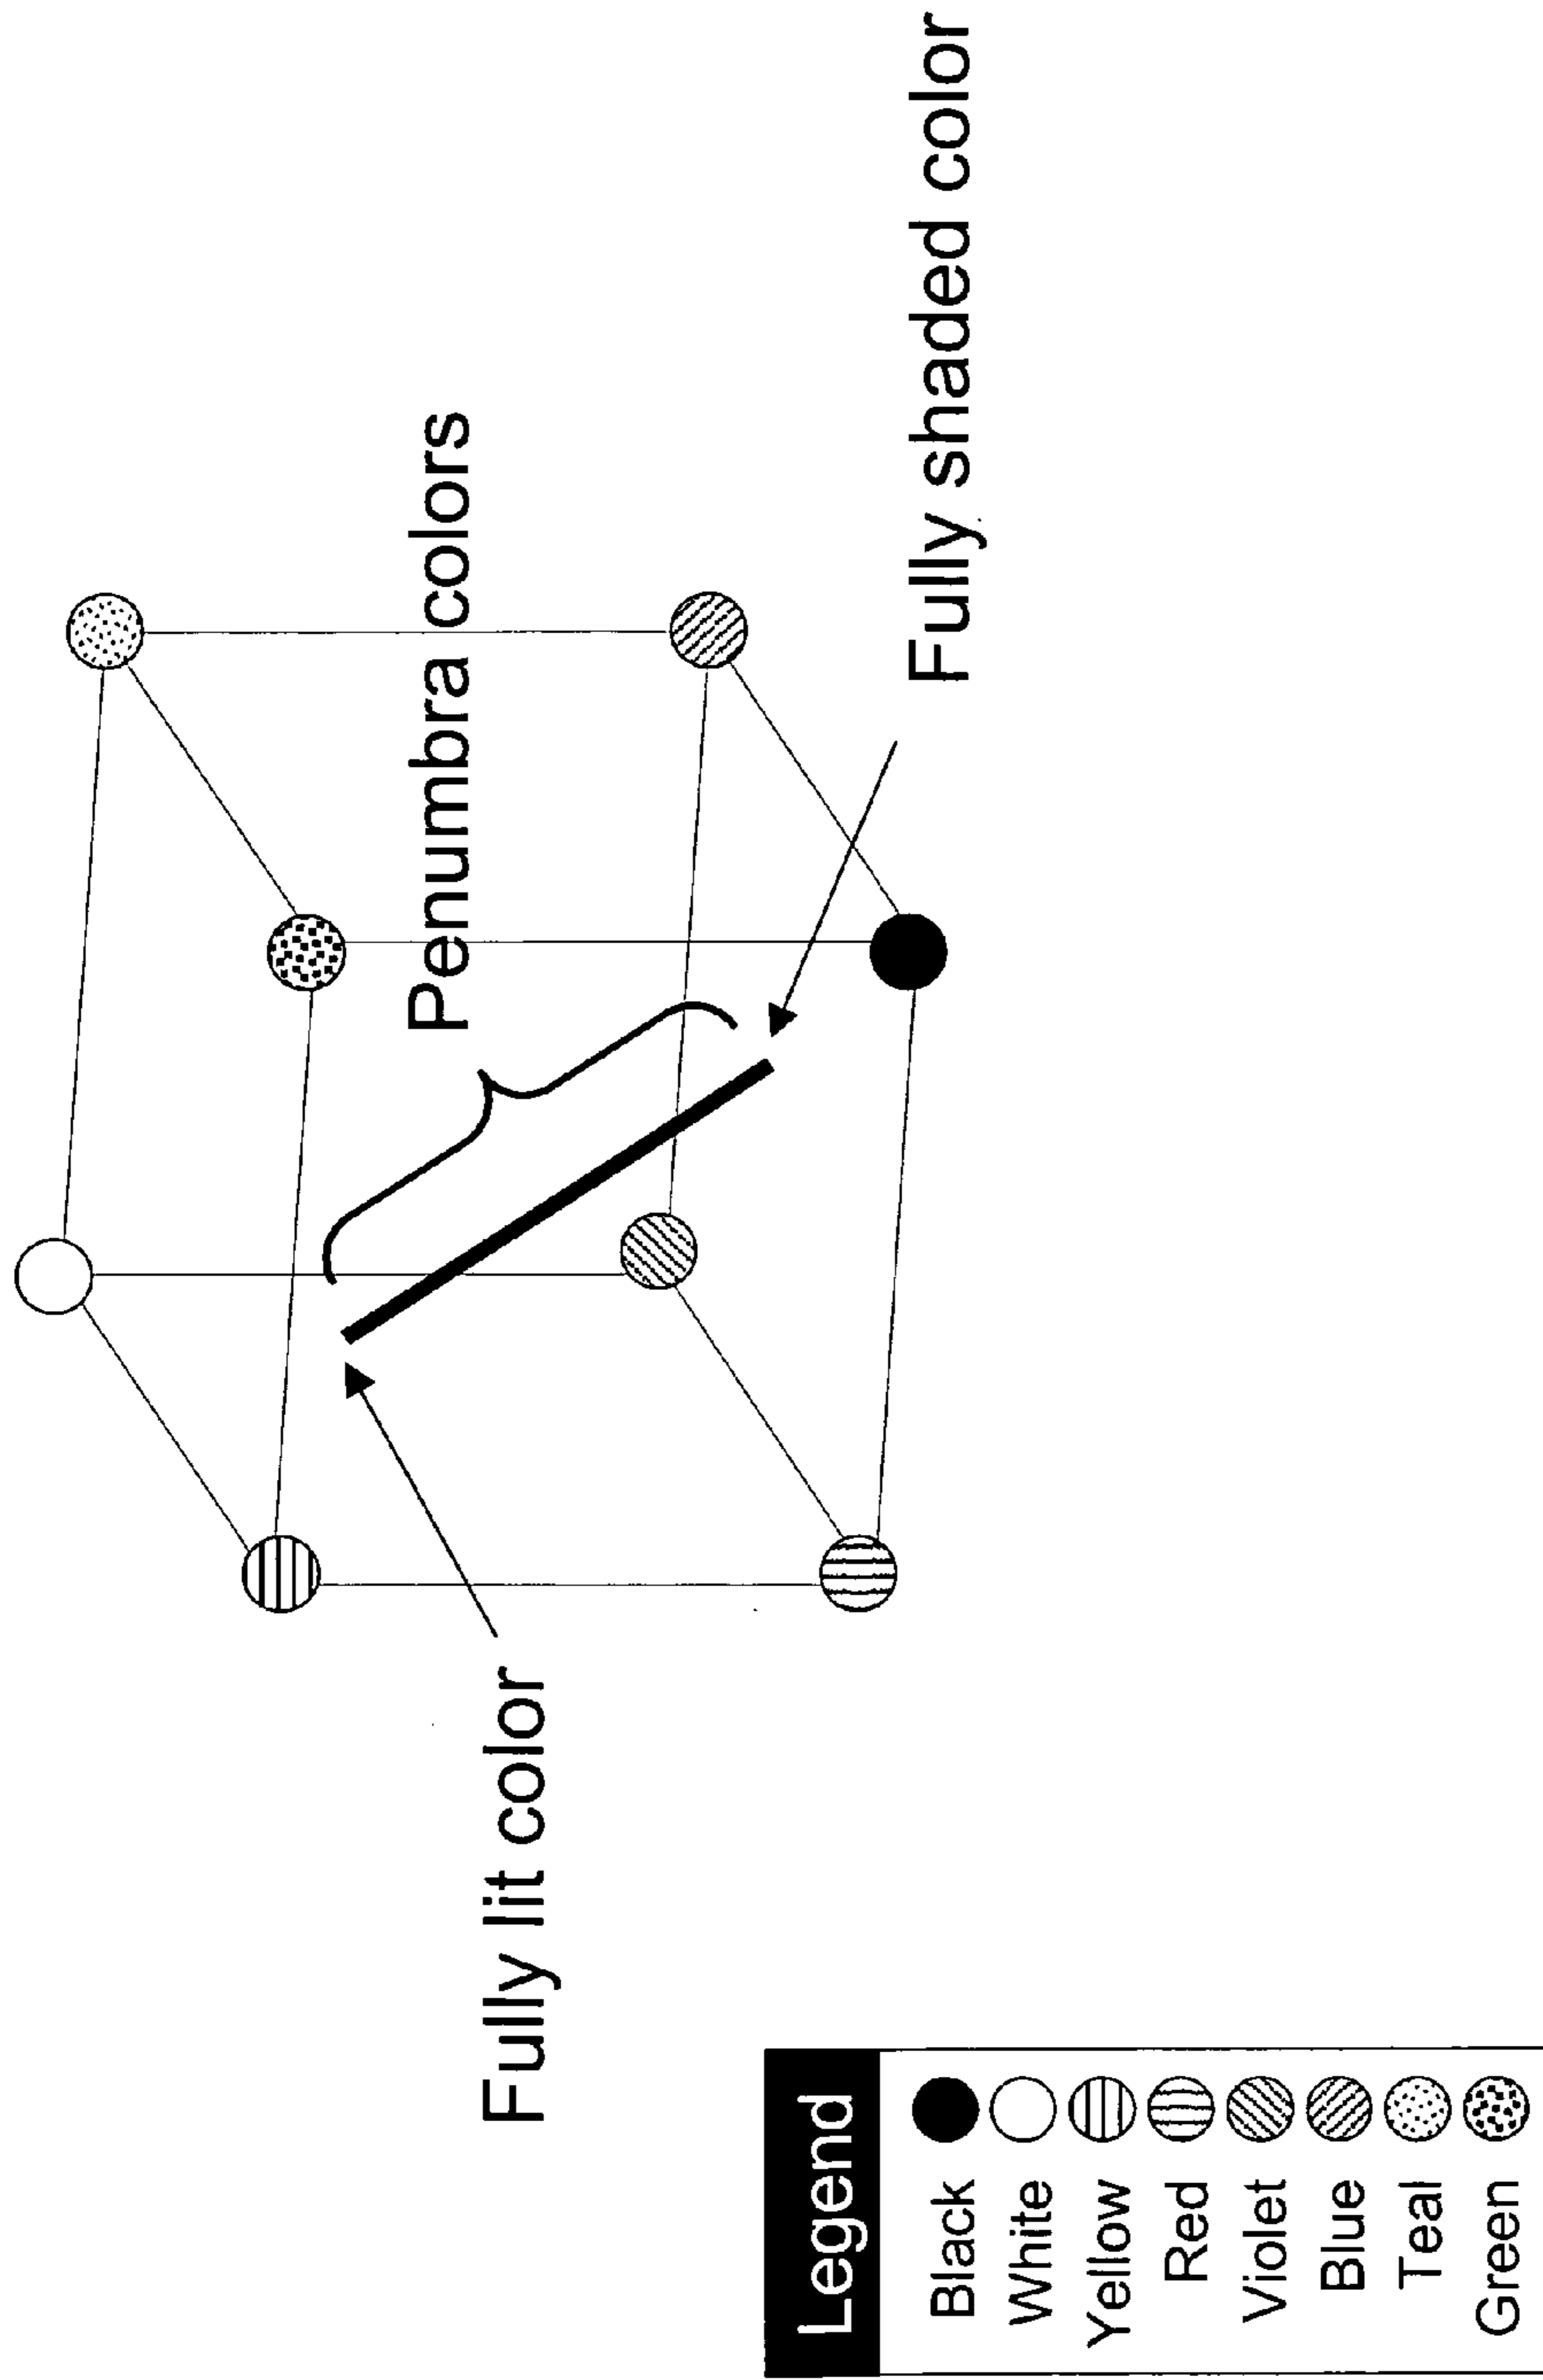 Fully lit color
Penumbra colors
Fully shaded color
Legend
Black
White
Yellow
Red
Violet
Blue
Teal
Green